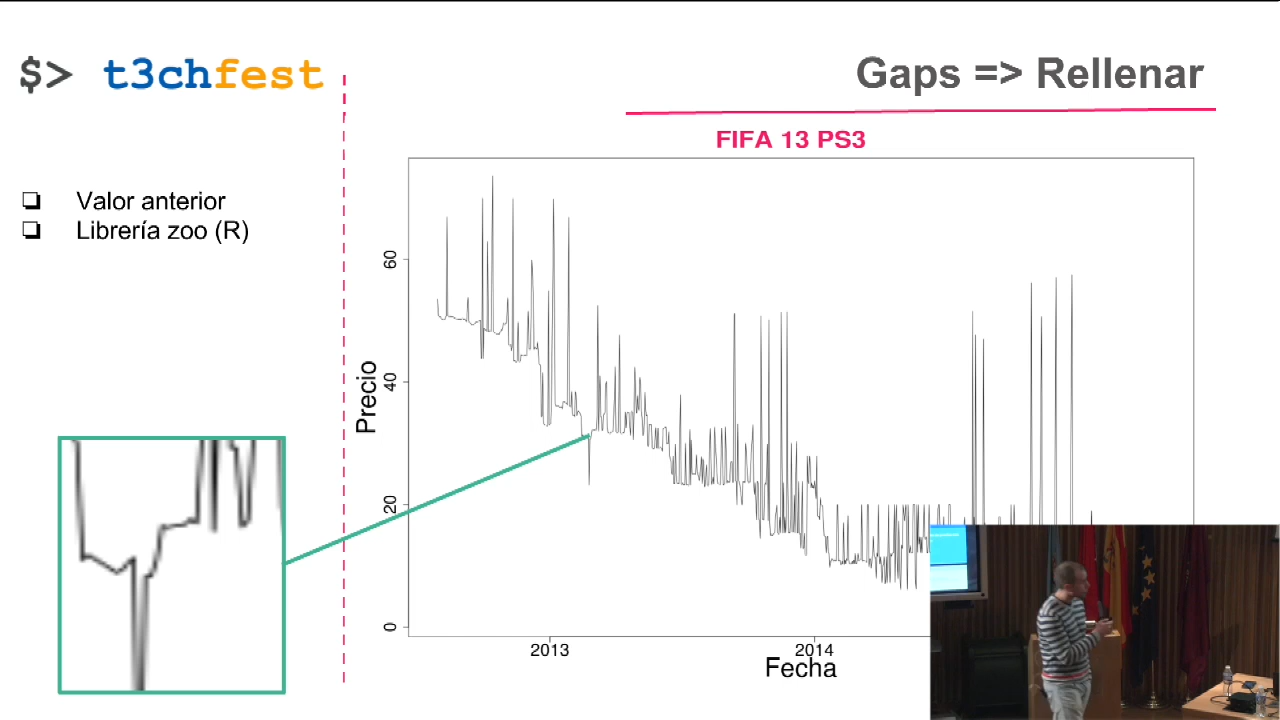 $> t3chfest
Gaps => Rellenar
❏ Valor anterior
❏ Librería zoo (R)
FIFA 13 PS3
Precio
60
40
20
0
2013
2014
Fecha